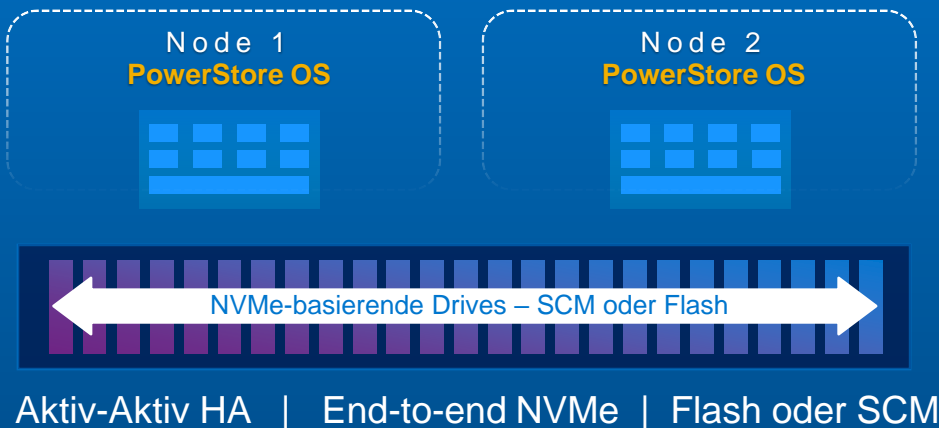 Node 1
PowerStore OS
Node 2
PowerStore OS
NVMe-basierende Drives – SCM oder Flash
Aktiv-Aktiv HA | End-to-end NVMe | Flash oder SCM